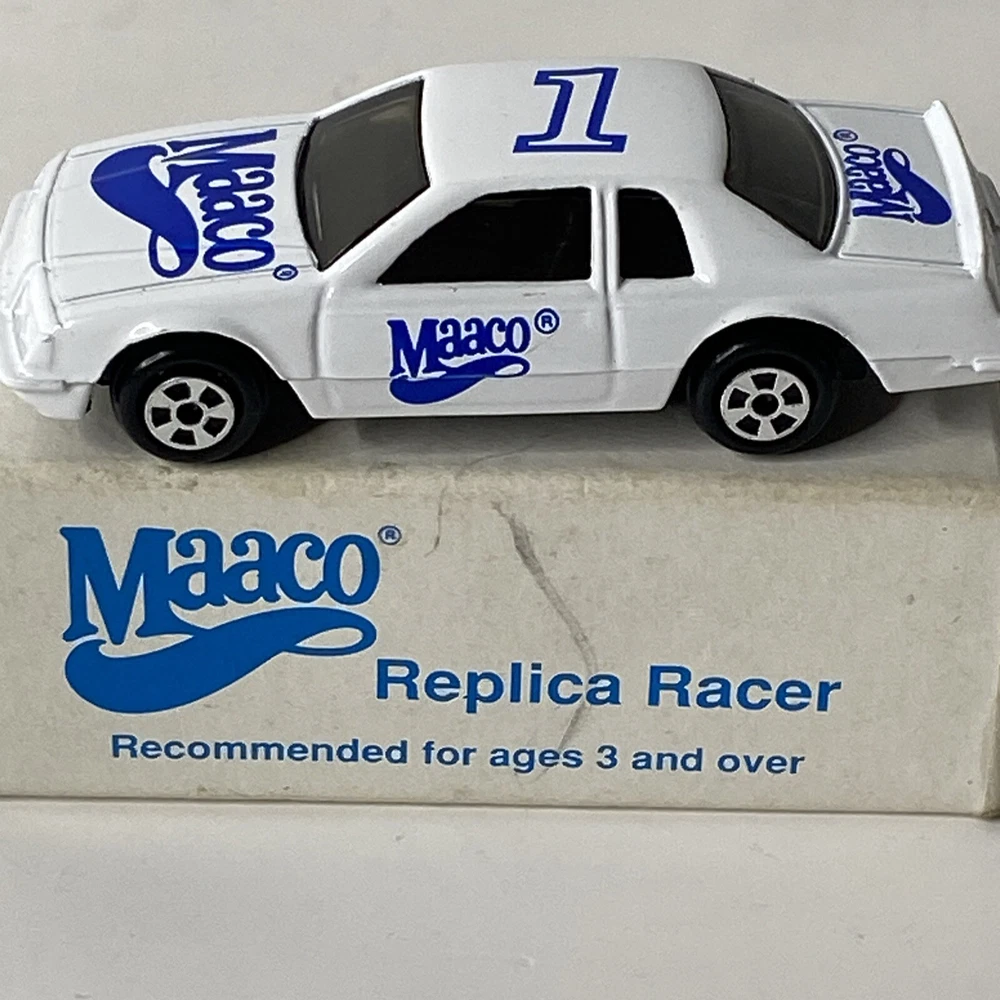 1
Maaco®
Maaco®
Maaco®
Maaco®
Replica Racer
Recommended for ages 3 and over